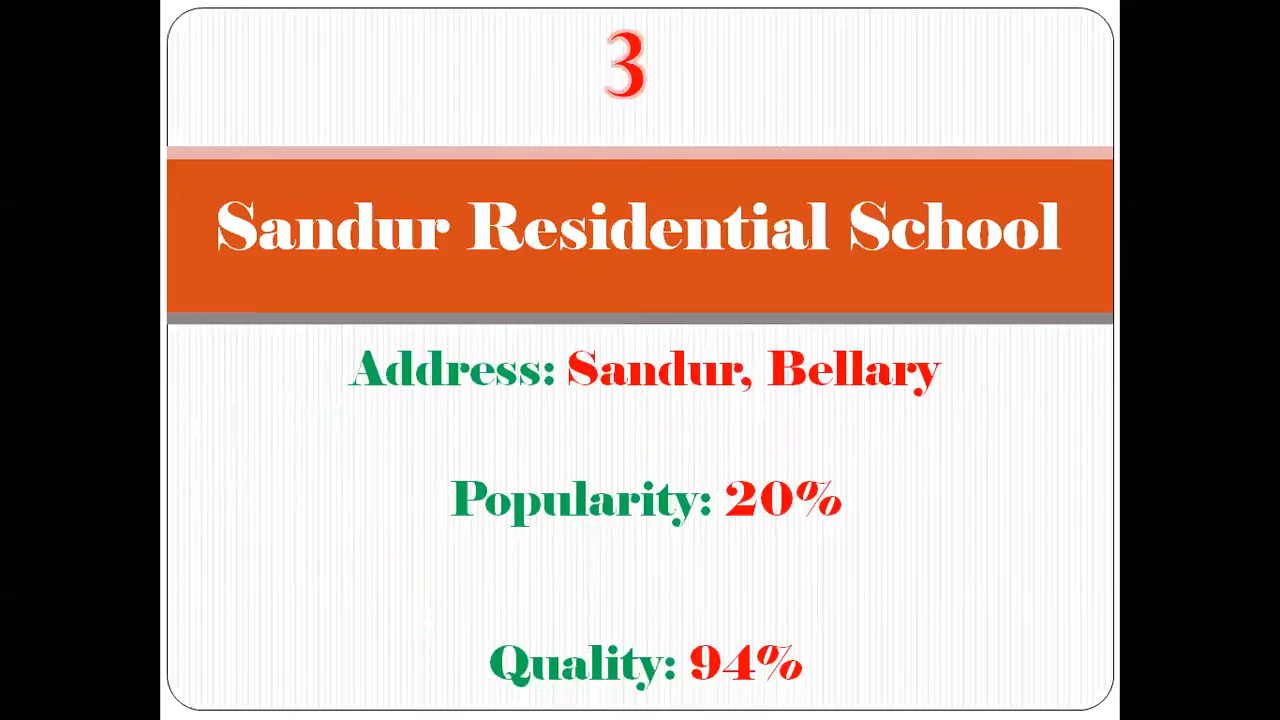 3
Sandur Residential School
Address: Sandur, Bellary
Popularity: 20%
Quality: 94%